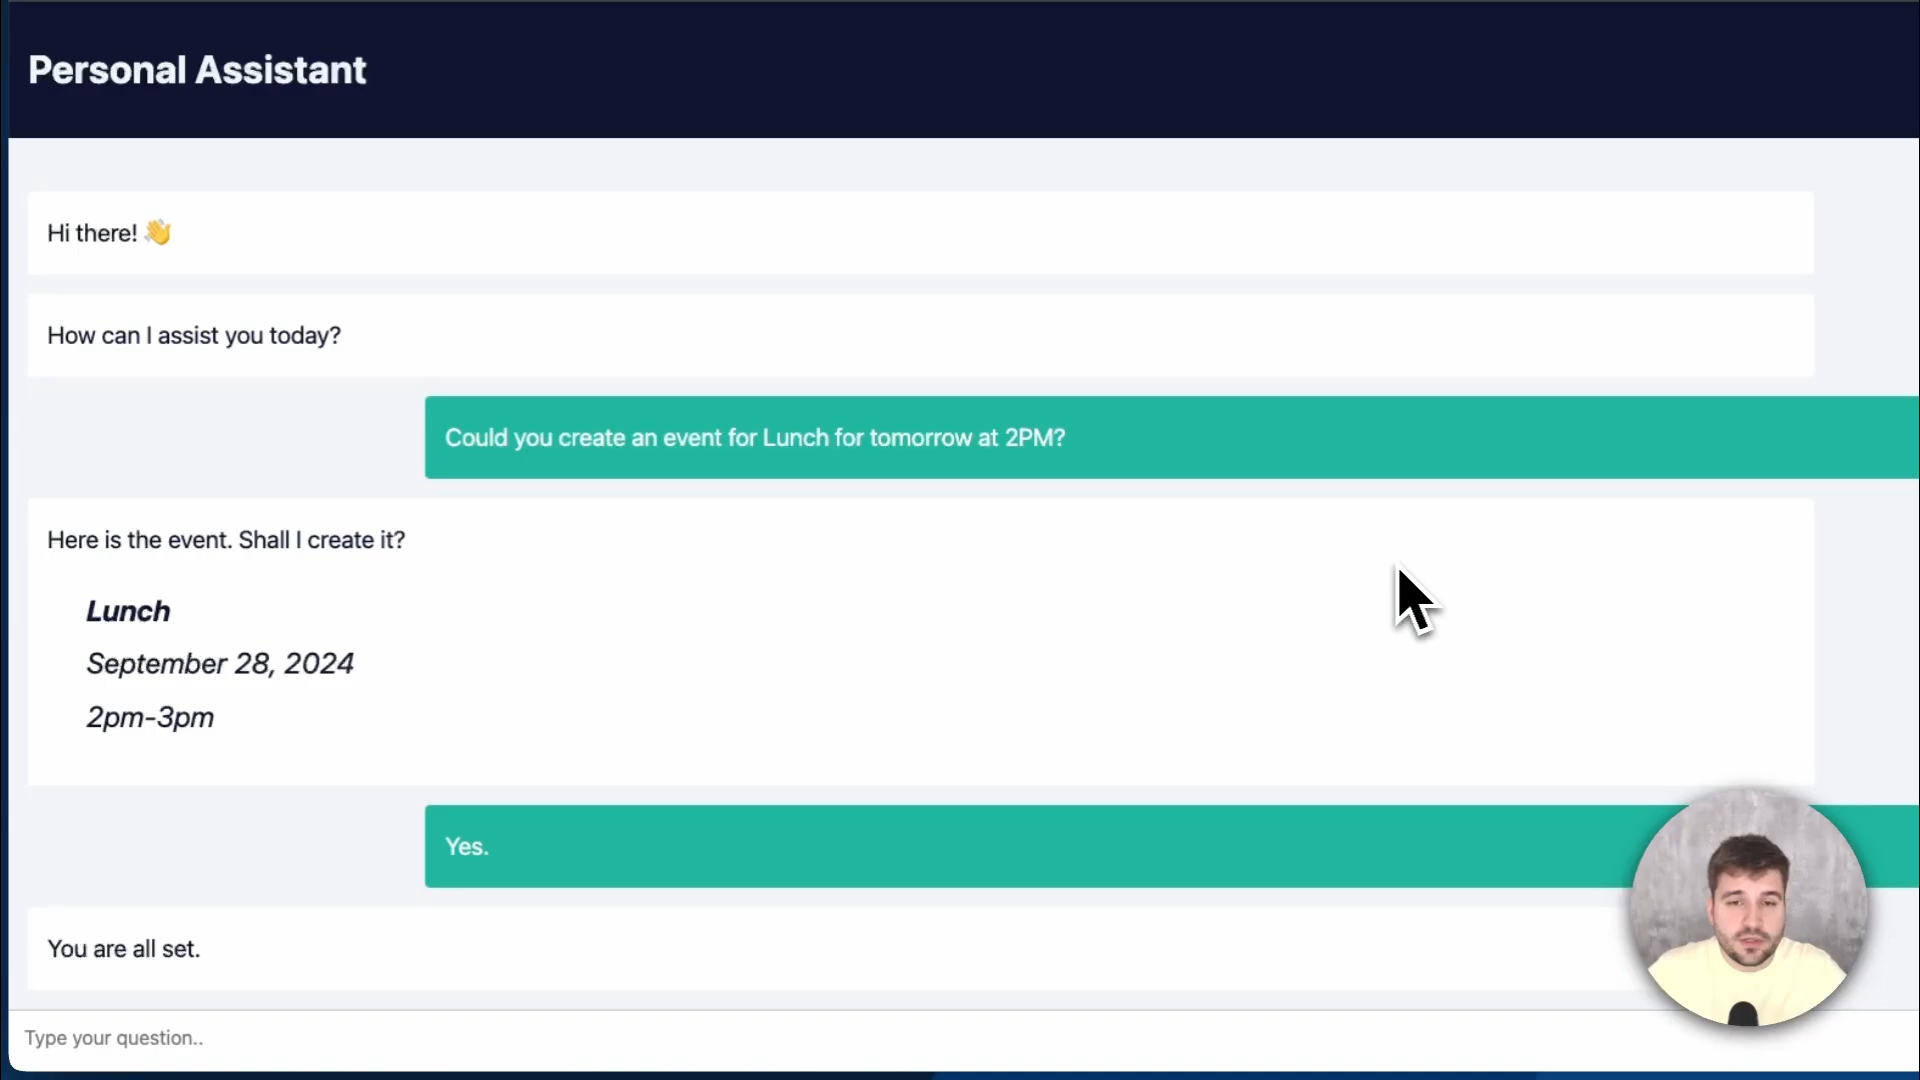 Personal Assistant
Hi there! 👋
How can I assist you today?
Could you create an event for Lunch for tomorrow at 2PM?
Here is the event. Shall I create it?
Lunch
September 28, 2024
2pm-3pm
Yes.
You are all set.
Type your question..